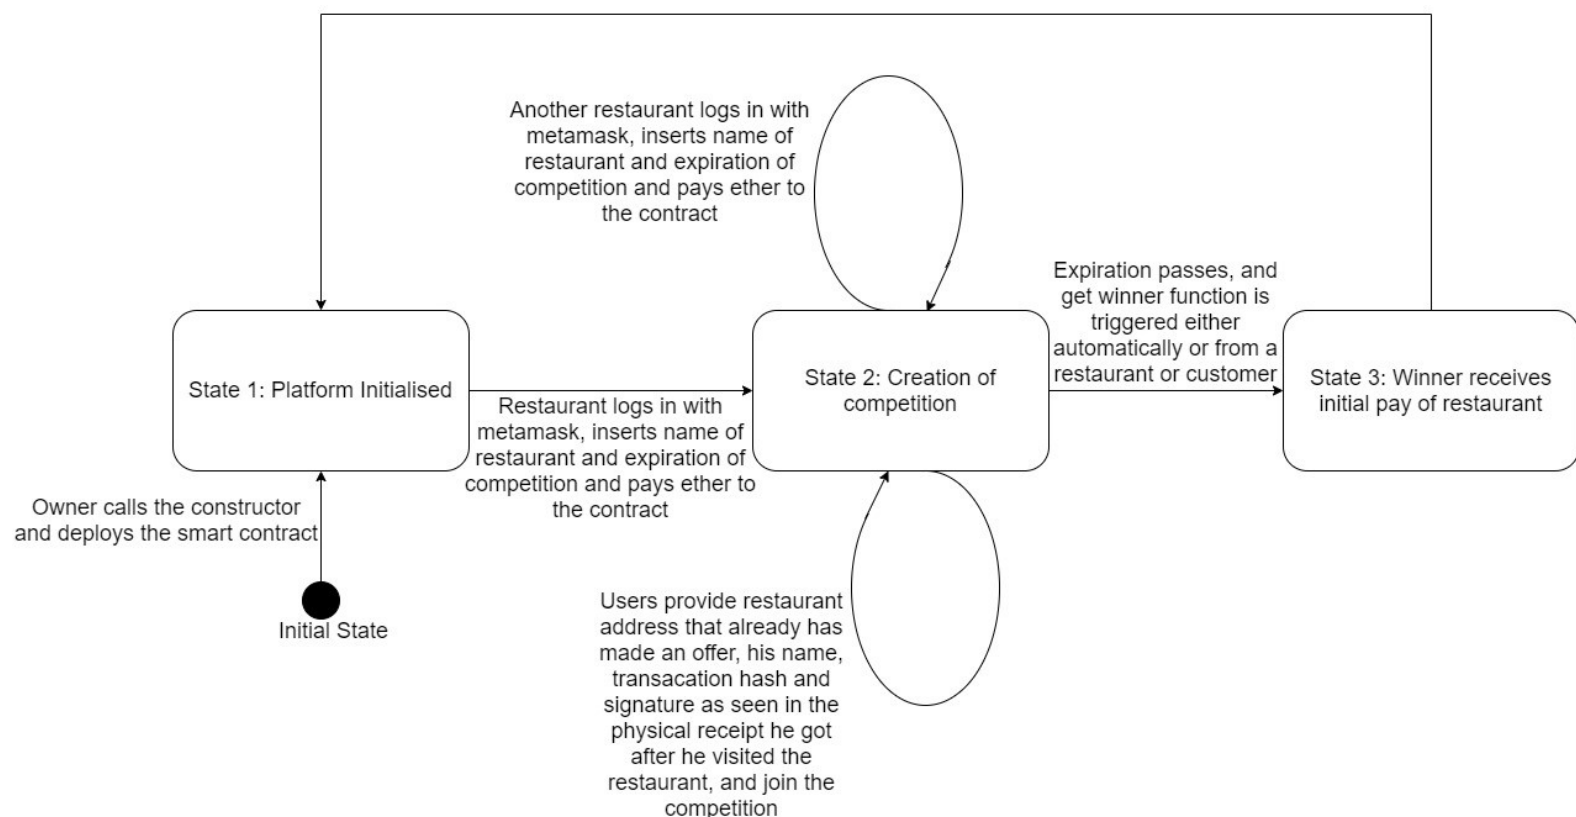 Another restaurant logs in with
metamask, inserts name of
restaurant and expiration of
competition and pays ether to
the contract
Expiration passes, and
get winner function is
triggered either
automatically or from a
restaurant or customer
State 1: Platform Initialised
State 2: Creation of
competition
State 3: Winner receives
initial pay of restaurant
Restaurant logs in with
metamask, inserts name of
restaurant and expiration of
competition and pays ether to
the contract
Owner calls the constructor
and deploys the smart contract
Initial State
Users provide restaurant
address that already has
made an offer, his name,
transacation hash and
signature as seen in the
physical receipt he got
after he visited the
restaurant, and join the
competition